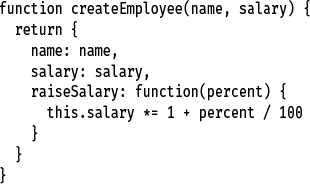 function createEmployee(name, salary) {
  return {
    name: name,
    salary: salary,
    raiseSalary: function(percent) {
      this.salary *= 1 + percent / 100
    }
  }
}